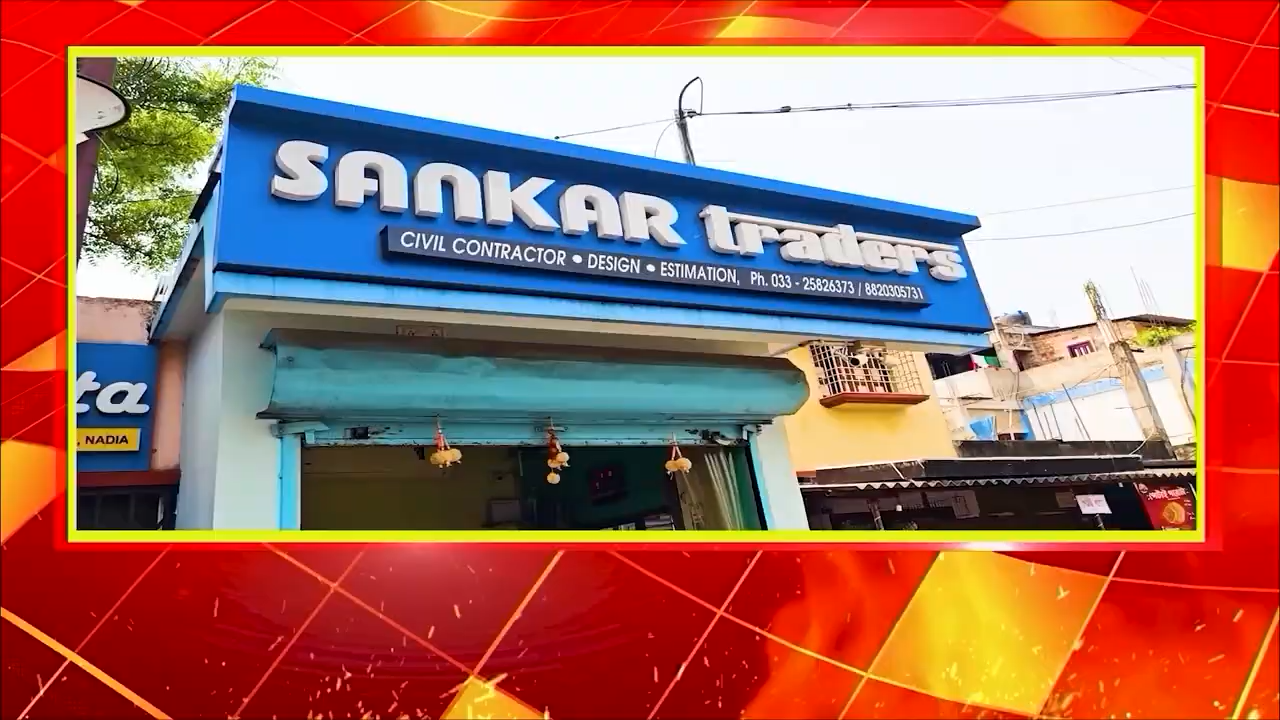 SANKAR traders
CIVIL CONTRACTOR • DESIGN • ESTIMATION, Ph. 033 - 25826373 / 8820305731
ta
, NADIA